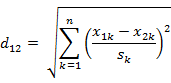 $d_{12} = \sqrt{\sum_{k=1}^{n} \left( \frac{x_{1k} - x_{2k}}{s_k} \right)^2}$